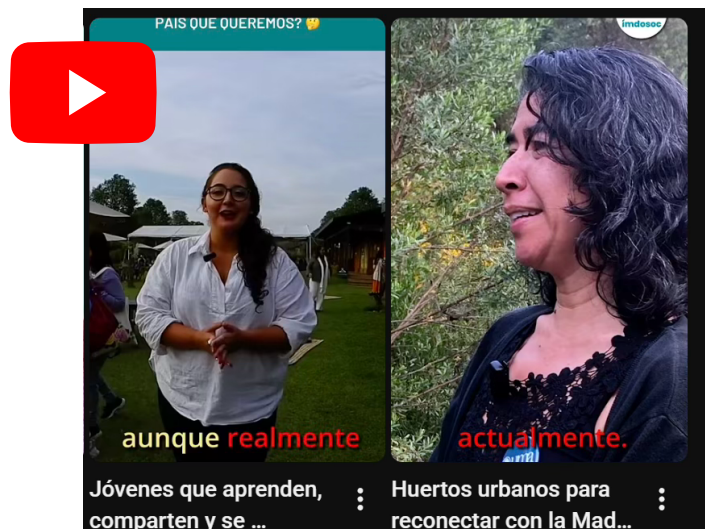 PAIS QUE QUEREMOS? 🤔
imdosoc
aunque realmente
actualmente.
Jóvenes que aprenden,
comparten y se ...
Huertos urbanos para
reconectar con la Mad...